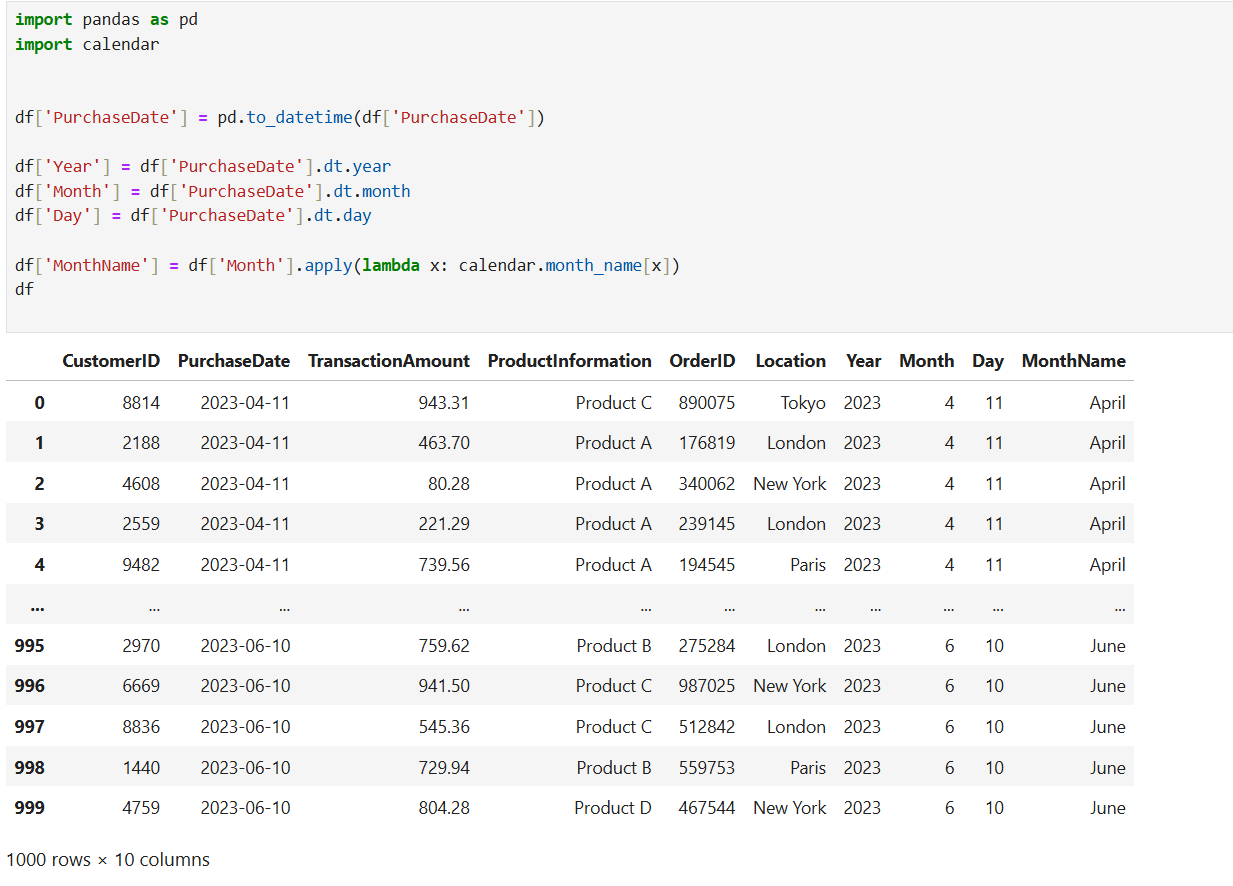 import pandas as pd
import calendar
df['PurchaseDate'] = pd.to_datetime(df['PurchaseDate'])
df['Year'] = df['PurchaseDate'].dt.year
df['Month'] = df['PurchaseDate'].dt.month
df['Day'] = df['PurchaseDate'].dt.day
df['MonthName'] = df['Month'].apply(lambda x: calendar.month_name[x])
df
CustomerID PurchaseDate TransactionAmount ProductInformation OrderID Location Year Month Day MonthName
0 8814 2023-04-11 943.31 Product C 890075 Tokyo 2023 4 11 April
1 2188 2023-04-11 463.70 Product A 176819 London 2023 4 11 April
2 4608 2023-04-11 80.28 Product A 340062 New York 2023 4 11 April
3 2559 2023-04-11 221.29 Product A 239145 London 2023 4 11 April
4 9482 2023-04-11 739.56 Product A 194545 Paris 2023 4 11 April
... ... ... ... ... ... ... ... ... ... ...
995 2970 2023-06-10 759.62 Product B 275284 London 2023 6 10 June
996 6669 2023-06-10 941.50 Product C 987025 New York 2023 6 10 June
997 8836 2023-06-10 545.36 Product C 512842 London 2023 6 10 June
998 1440 2023-06-10 729.94 Product B 559753 Paris 2023 6 10 June
999 4759 2023-06-10 804.28 Product D 467544 New York 2023 6 10 June
1000 rows × 10 columns